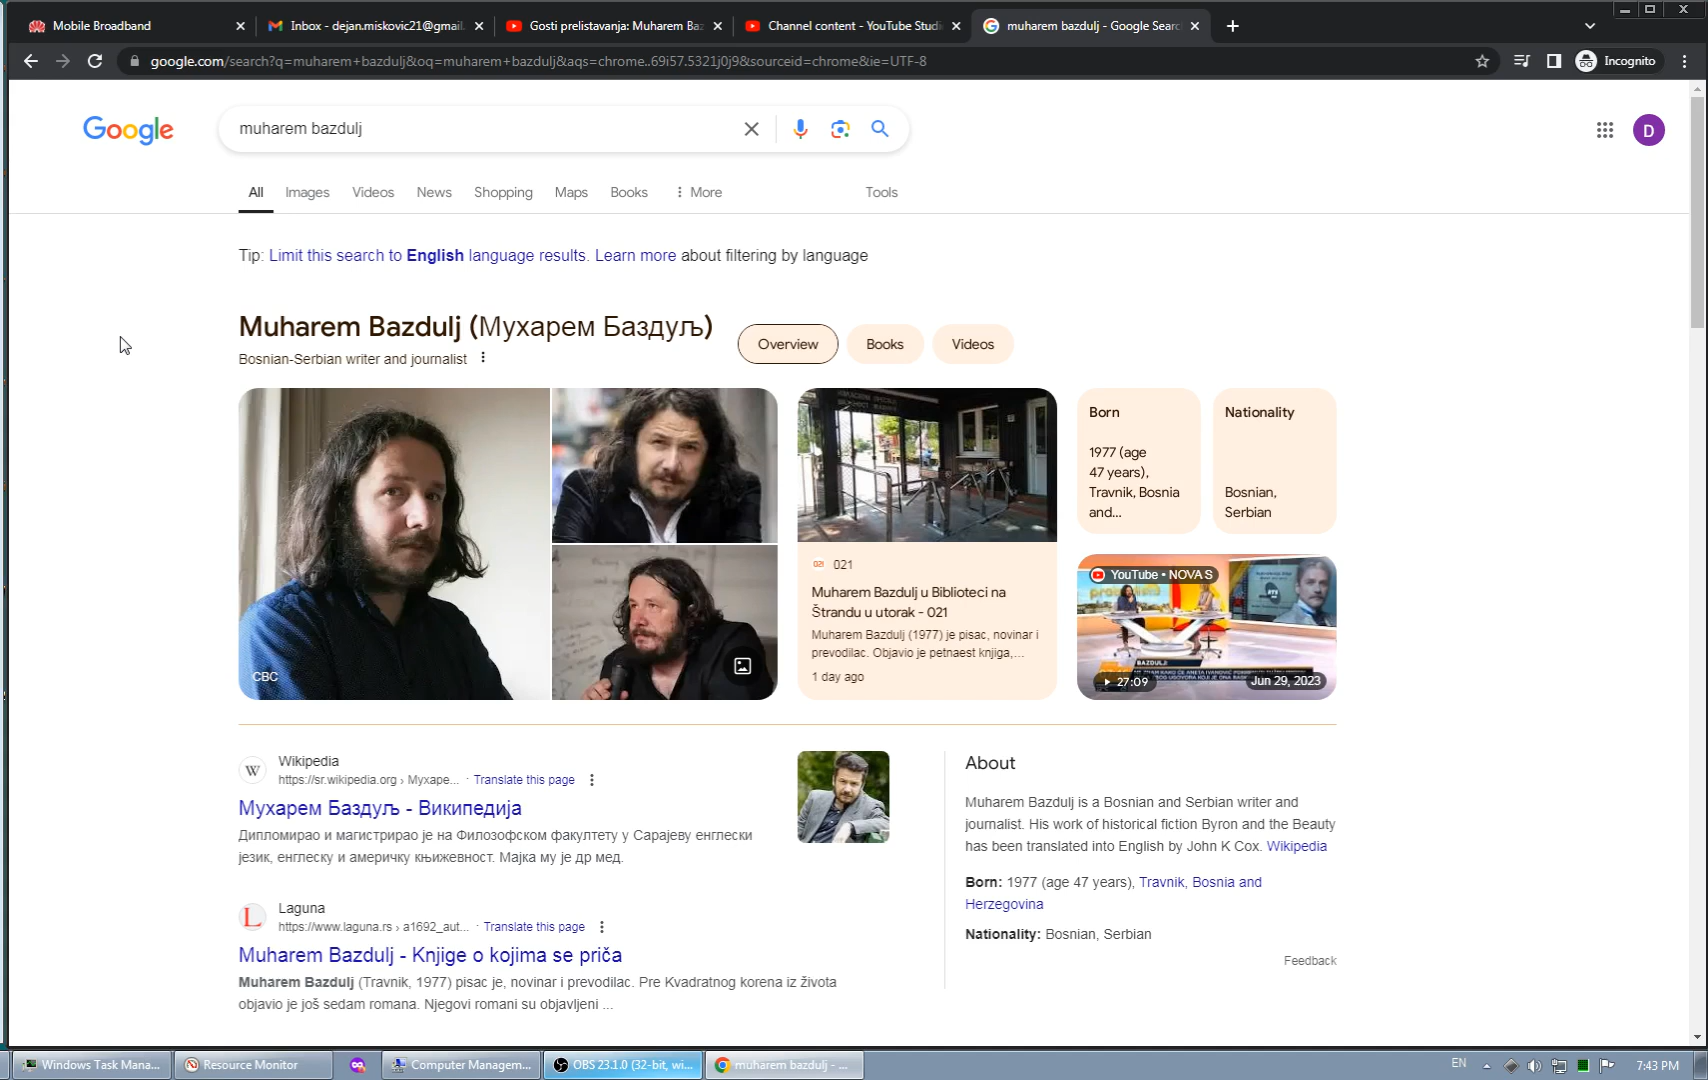 Mobile Broadband
Inbox - dejan.miskovic21@gmail.
Gosti prelistavanja: Muharem Baz
Channel content - YouTube Studi
muharem bazdulj - Google Searc
google.com/search?q=muharem+bazdulj&oq=muharem+bazdulj&aqs=chrome..69i57.5321j0j9&sourceid=chrome&ie=UTF-8
Incognito
Google
muharem bazdulj
D
All Images Videos News Shopping Maps Books More Tools
Tip: Limit this search to English language results. Learn more about filtering by language
Muharem Bazdulj (Мухарем Баздуљ)
Bosnian-Serbian writer and journalist
Overview Books Videos
CBC
021
Muharem Bazdulj u Biblioteci na
Štrandu u utorak - 021
Muharem Bazdulj (1977) je pisac, novinar i
prevodilac. Objavio je petnaest knjiga,...
1 day ago
Born
1977 (age
47 years),
Travnik, Bosnia
and...
Nationality
Bosnian,
Serbian
YouTube • NOVA S
BAZDULJ:
27:09
Jun 29, 2023
W
Wikipedia
https://sr.wikipedia.org › Мухаре... · Translate this page
Мухарем Баздуљ - Википедија
Дипломирао и магистрирао је на Филозофском факултету у Сарајеву енглески
језик, енглеску и америчку књижевност. Мајка му је др мед.
L
Laguna
https://www.laguna.rs › a1692_aut... · Translate this page
Muharem Bazdulj - Knjige o kojima se priča
Muharem Bazdulj (Travnik, 1977) pisac je, novinar i prevodilac. Pre Kvadratnog korena iz života
objavio je još sedam romana. Njegovi romani su objavljeni ...
About
Muharem Bazdulj is a Bosnian and Serbian writer and
journalist. His work of historical fiction Byron and the Beauty
has been translated into English by John K Cox. Wikipedia
Born: 1977 (age 47 years), Travnik, Bosnia and
Herzegovina
Nationality: Bosnian, Serbian
Feedback
Windows Task Mana...
Resource Monitor
Computer Managem...
OBS 23.1.0 (32-bit, wi...
muharem bazdulj - ...
EN
7:43 PM